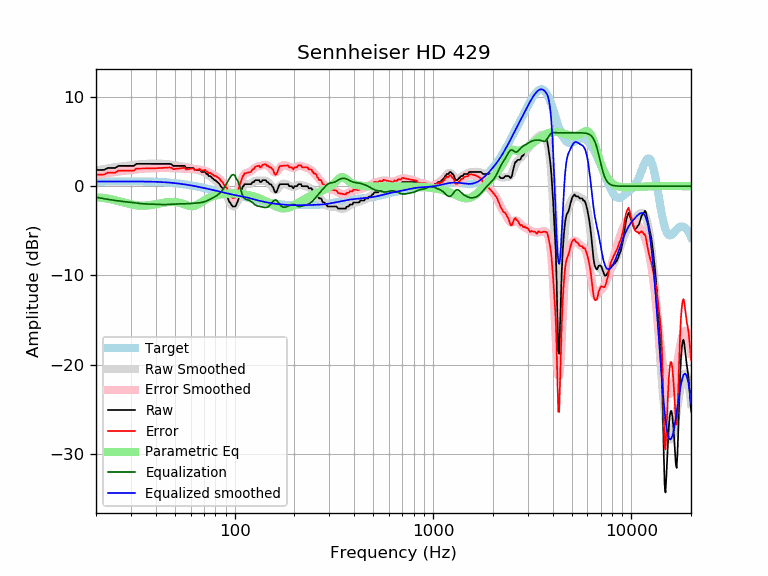 Sennheiser HD 429
Amplitude (dBr)
10
0
−10
−20
−30
Target
Raw Smoothed
Error Smoothed
Raw
Error
Parametric Eq
Equalization
Equalized smoothed
100 1000 10000
Frequency (Hz)